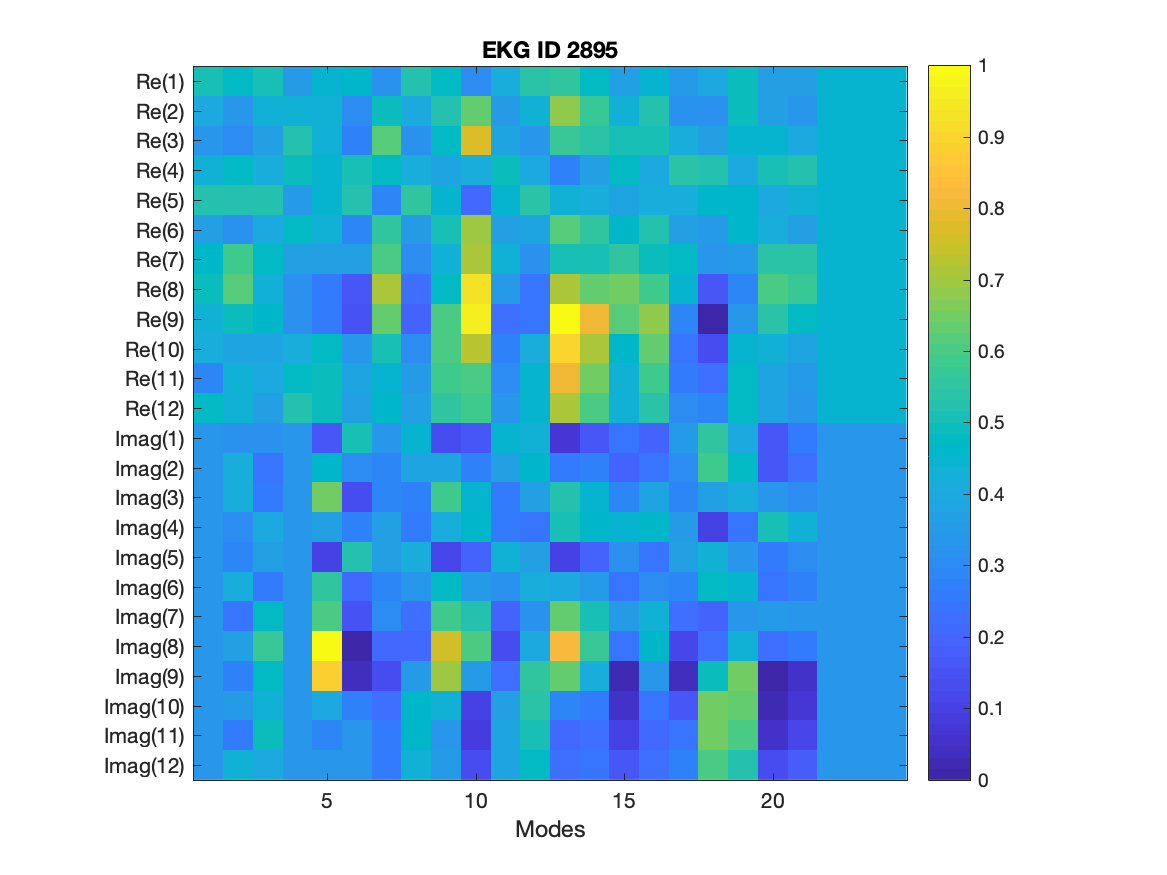 EKG ID 2895
Re(1)
Re(2)
Re(3)
Re(4)
Re(5)
Re(6)
Re(7)
Re(8)
Re(9)
Re(10)
Re(11)
Re(12)
Imag(1)
Imag(2)
Imag(3)
Imag(4)
Imag(5)
Imag(6)
Imag(7)
Imag(8)
Imag(9)
Imag(10)
Imag(11)
Imag(12)
5 10 15 20
Modes
1
0.9
0.8
0.7
0.6
0.5
0.4
0.3
0.2
0.1
0